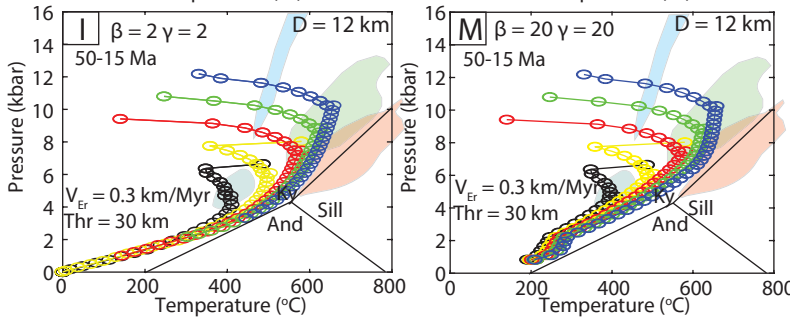 I β = 2 γ = 2 D = 12 km
50-15 Ma
V_Er = 0.3 km/Myr
Thr = 30 km
Ky
And
Sill
Pressure (kbar)
16
14
12
10
8
6
4
2
0
0 200 400 600 800
Temperature (°C)
M β = 20 γ = 20 D = 12 km
50-15 Ma
V_Er = 0.3 km/Myr
Thr = 30 km
Ky
And
Sill
Pressure (kbar)
16
14
12
10
8
6
4
2
0
0 200 400 600 800
Temperature (°C)